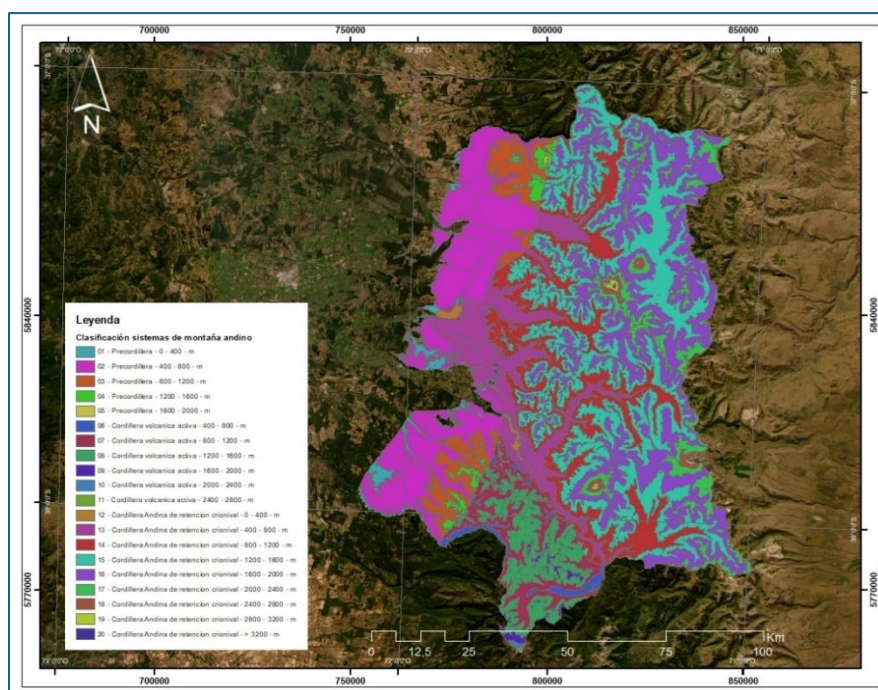 700000 750000 800000 850000
72°0'0"O
71°0'0"O
N
5840000
5840000
Leyenda
Clasificación sistemas de montaña andino
01 - Precordillera - 0 - 400 - m
02 - Precordillera - 400 - 800 - m
03 - Precordillera - 800 - 1200 - m
04 - Precordillera - 1200 - 1600 - m
05 - Precordillera - 1600 - 2000 - m
06 - Cordillera volcanica activa - 400 - 800 - m
07 - Cordillera volcanica activa - 800 - 1200 - m
08 - Cordillera volcanica activa - 1200 - 1600 - m
09 - Cordillera volcanica activa - 1600 - 2000 - m
10 - Cordillera volcanica activa - 2000 - 2400 - m
11 - Cordillera volcanica activa - 2400 - 2800 - m
12 - Cordillera Andina de retencion crionival - 0 - 400 - m
13 - Cordillera Andina de retencion crionival - 400 - 800 - m
14 - Cordillera Andina de retencion crionival - 800 - 1200 - m
15 - Cordillera Andina de retencion crionival - 1200 - 1600 - m
16 - Cordillera Andina de retencion crionival - 1600 - 2000 - m
17 - Cordillera Andina de retencion crionival - 2000 - 2400 - m
18 - Cordillera Andina de retencion crionival - 2400 - 2800 - m
19 - Cordillera Andina de retencion crionival - 2800 - 3200 - m
20 - Cordillera Andina de retencion crionival - > 3200 - m
5770000
5770000
Km
0 12,5 25 50 75 100
700000 750000 800000 850000